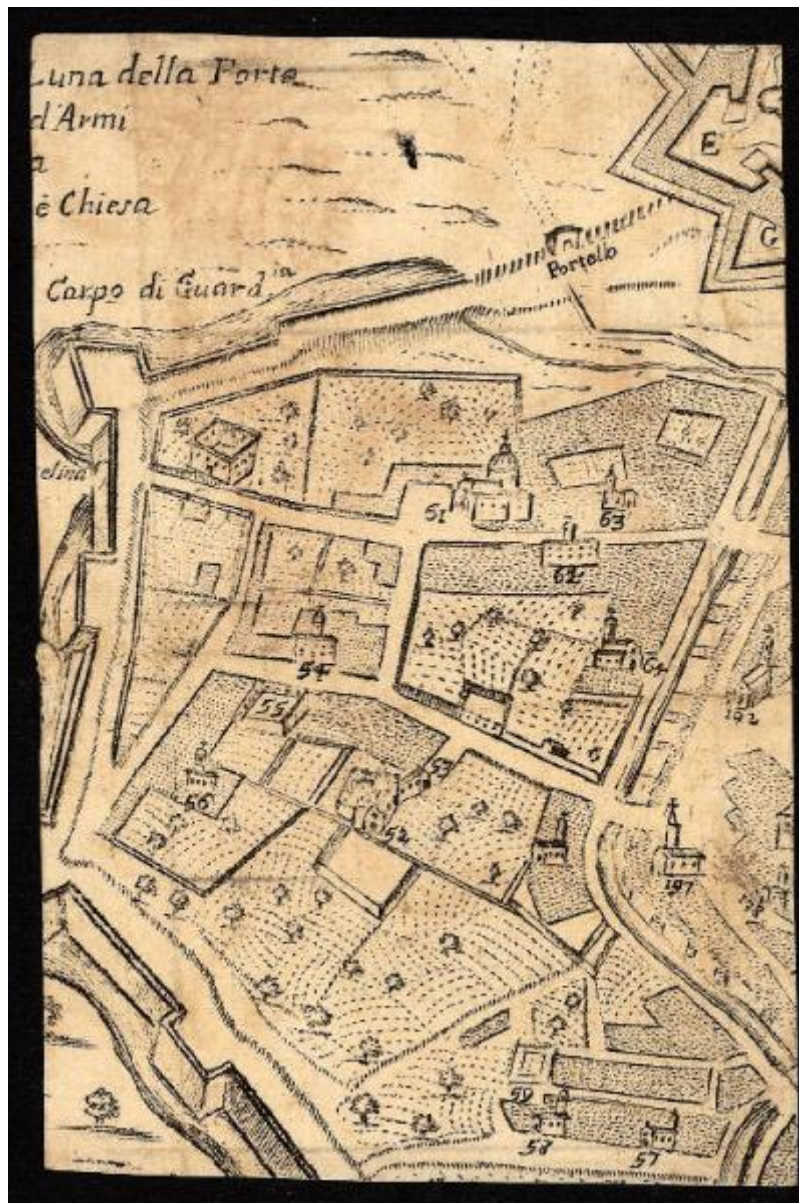 Luna della Porta
d'Armi
a
è Chiesa
Corpo di Guardia
E
G
Portello
elina
61
63
62
54
64
192
55
53
56
52
197
59
58
57